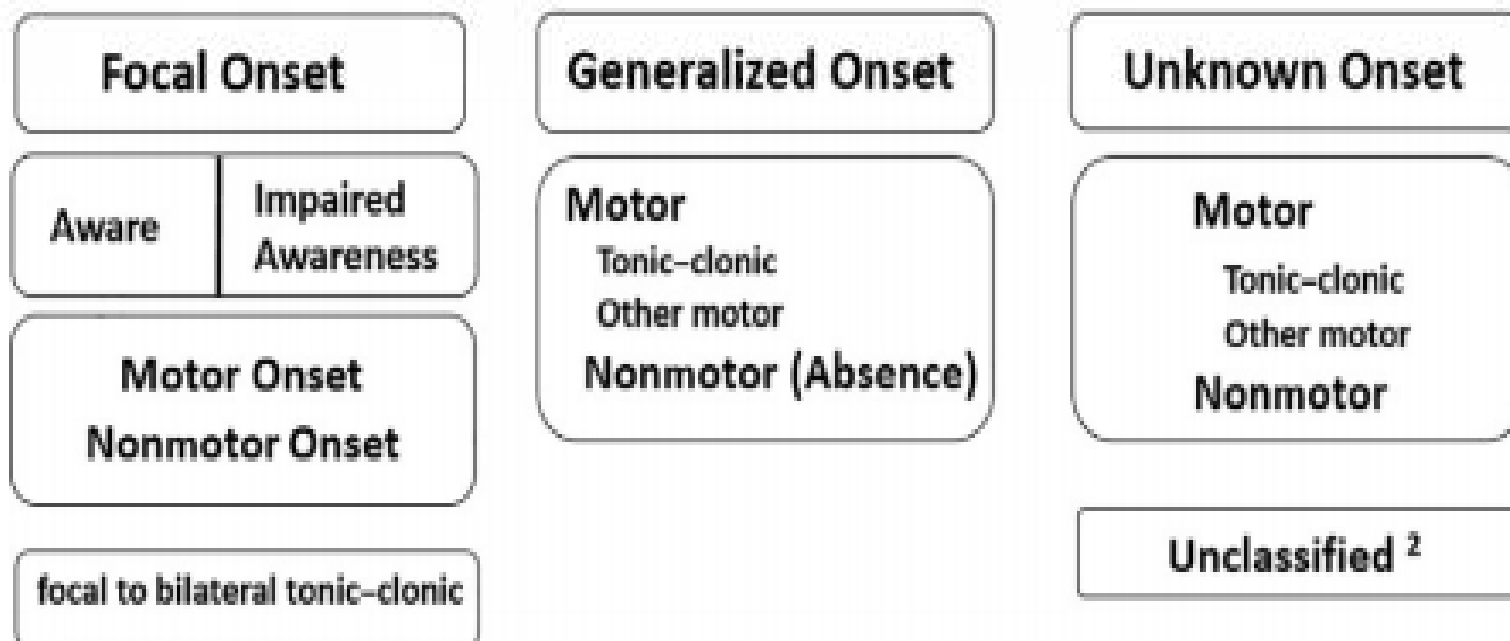 Focal Onset
Aware
Impaired
Awareness
Motor Onset
Nonmotor Onset
focal to bilateral tonic–clonic
Generalized Onset
Motor
Tonic–clonic
Other motor
Nonmotor (Absence)
Unknown Onset
Motor
Tonic–clonic
Other motor
Nonmotor
Unclassified ²